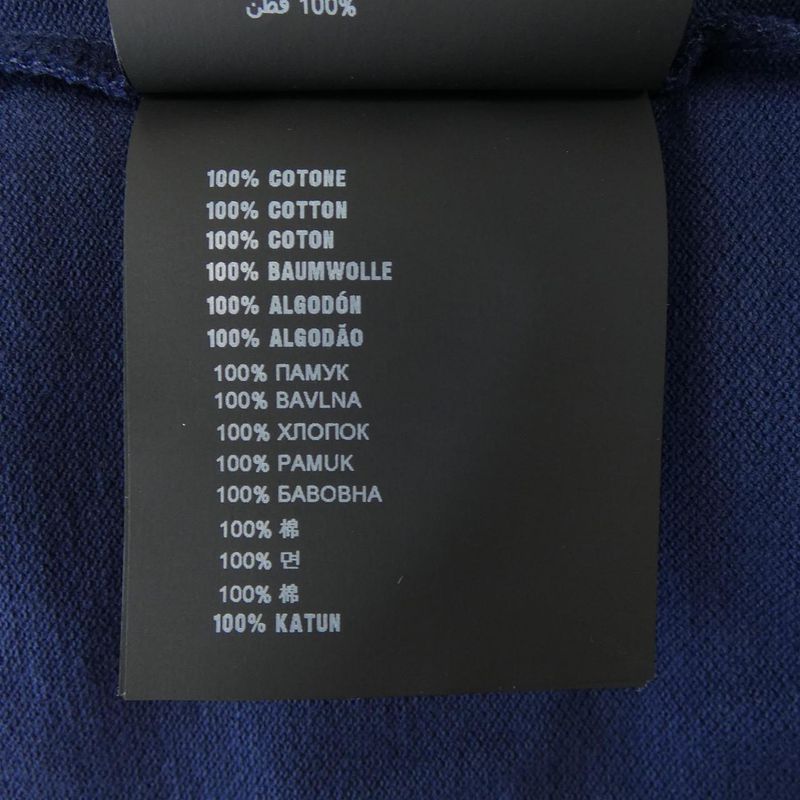 100% قطن
100% COTONE
100% COTTON
100% COTON
100% BAUMWOLLE
100% ALGODÓN
100% ALGODÃO
100% ПАМУК
100% BAVLNA
100% ХЛОПОК
100% PAMUK
100% БАВОВНА
100% 棉
100% 면
100% 棉
100% KATUN